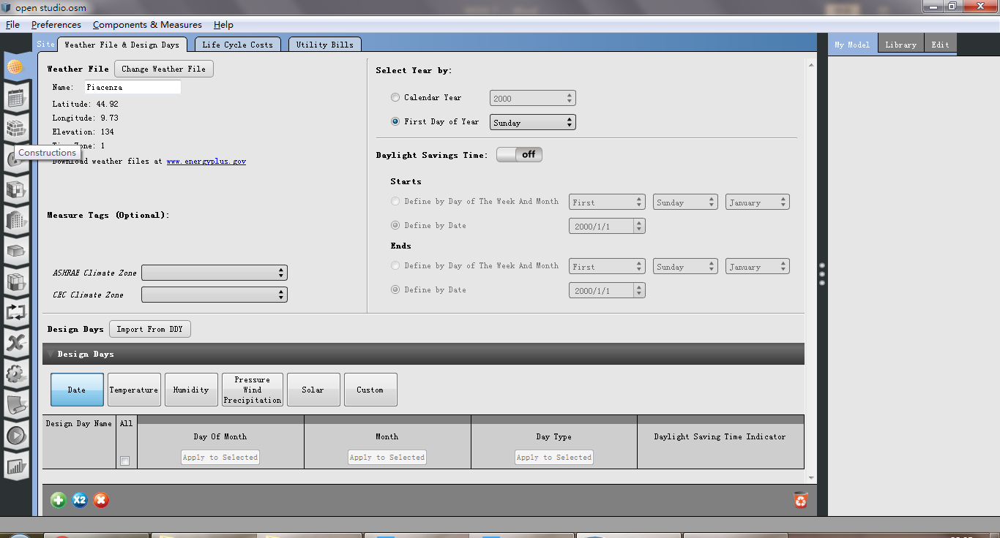 open studio.osm
File Preferences Components & Measures Help
Site Weather File & Design Days Life Cycle Costs Utility Bills
My Model Library Edit
Weather File Change Weather File
Name: Piacenza
Latitude: 44.92
Longitude: 9.73
Elevation: 134
Zone: 1
Constructions
Download weather files at www.energyplus.gov
Measure Tags (Optional):
ASHRAE Climate Zone
CEC Climate Zone
Select Year by:
Calendar Year 2000
First Day of Year Sunday
Daylight Savings Time: off
Starts
Define by Day of The Week And Month First Sunday January
Define by Date 2000/1/1
Ends
Define by Day of The Week And Month First Sunday January
Define by Date 2000/1/1
Design Days Import From DDY
Design Days
Date Temperature Humidity Pressure Wind Precipitation Solar Custom
Design Day Name All Day Of Month Month Day Type Daylight Saving Time Indicator
Apply to Selected Apply to Selected Apply to Selected
X2